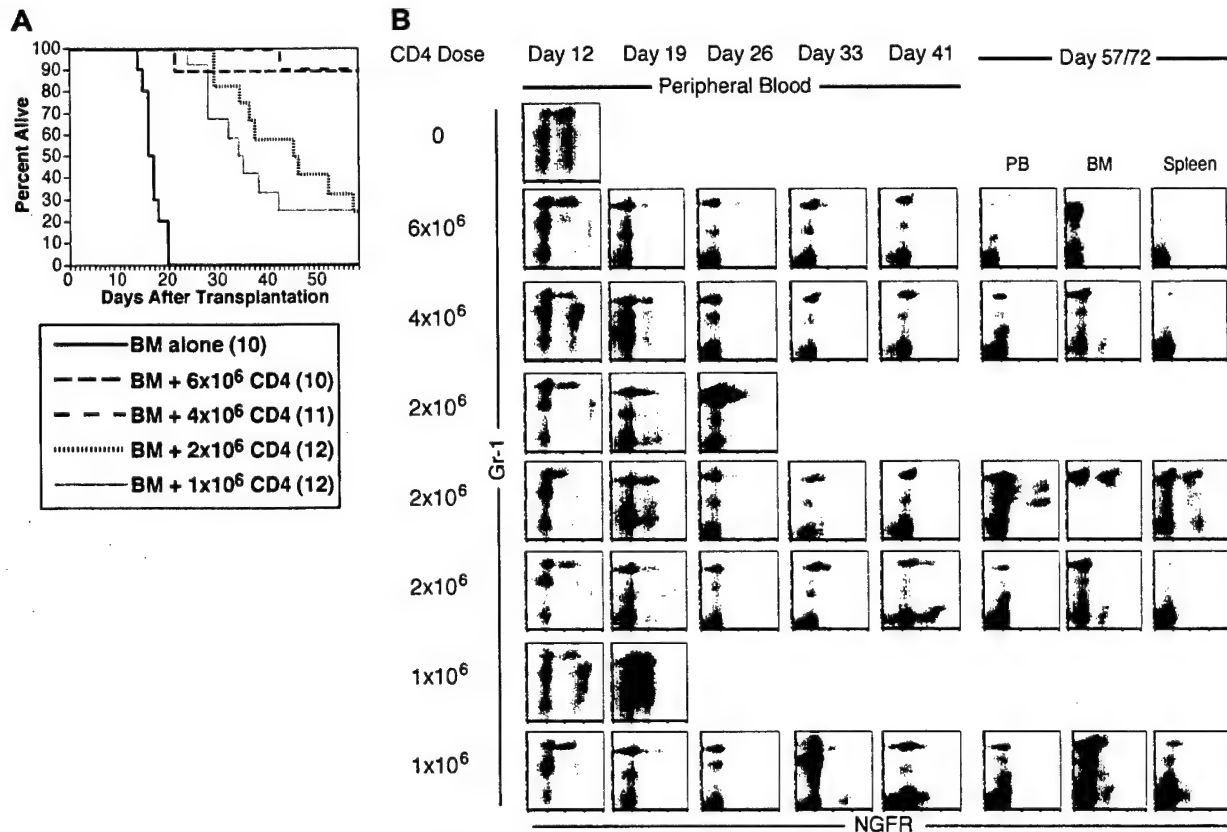 A
Percent Alive
100
90
80
70
60
50
40
30
20
10
0
0 10 20 30 40 50
Days After Transplantation
BM alone (10)
BM + 6x10⁶ CD4 (10)
BM + 4x10⁶ CD4 (11)
BM + 2x10⁶ CD4 (12)
BM + 1x10⁶ CD4 (12)
B
CD4 Dose Day 12 Day 19 Day 26 Day 33 Day 41 Day 57/72
Peripheral Blood
0
PB BM Spleen
6x10⁶
4x10⁶
2x10⁶
Gr-1
2x10⁶
2x10⁶
1x10⁶
1x10⁶
NGFR